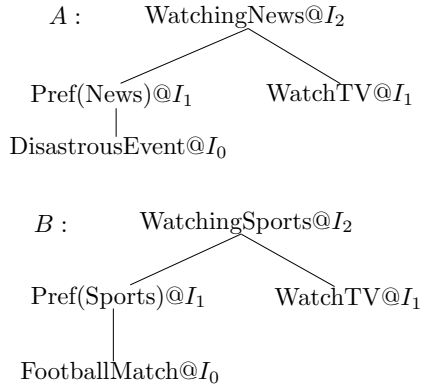 A : WatchingNews@I₂
Pref(News)@I₁ WatchTV@I₁
DisastrousEvent@I₀
B : WatchingSports@I₂
Pref(Sports)@I₁ WatchTV@I₁
FootballMatch@I₀